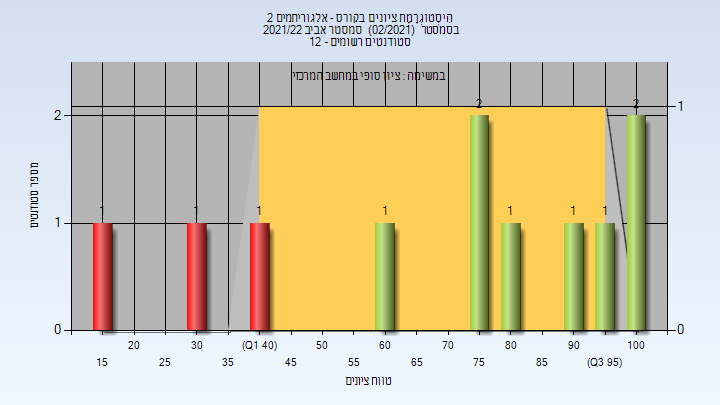 היסטוגרמת ציונים בקורס - אלגוריתמים 2
בסמסטר (02/2021) סמסטר אביב 2021/22
סטודנטים רשומים - 12
במשימה : ציון סופי במחשב המרכזי
2 1
1 0
0
מספר סטודנטים
1 1 1 1 2 1 1 1 2
20 30 (Q1 40) 50 60 70 80 90 100
15 25 35 45 55 65 75 85 (Q3 95)
טווח ציונים